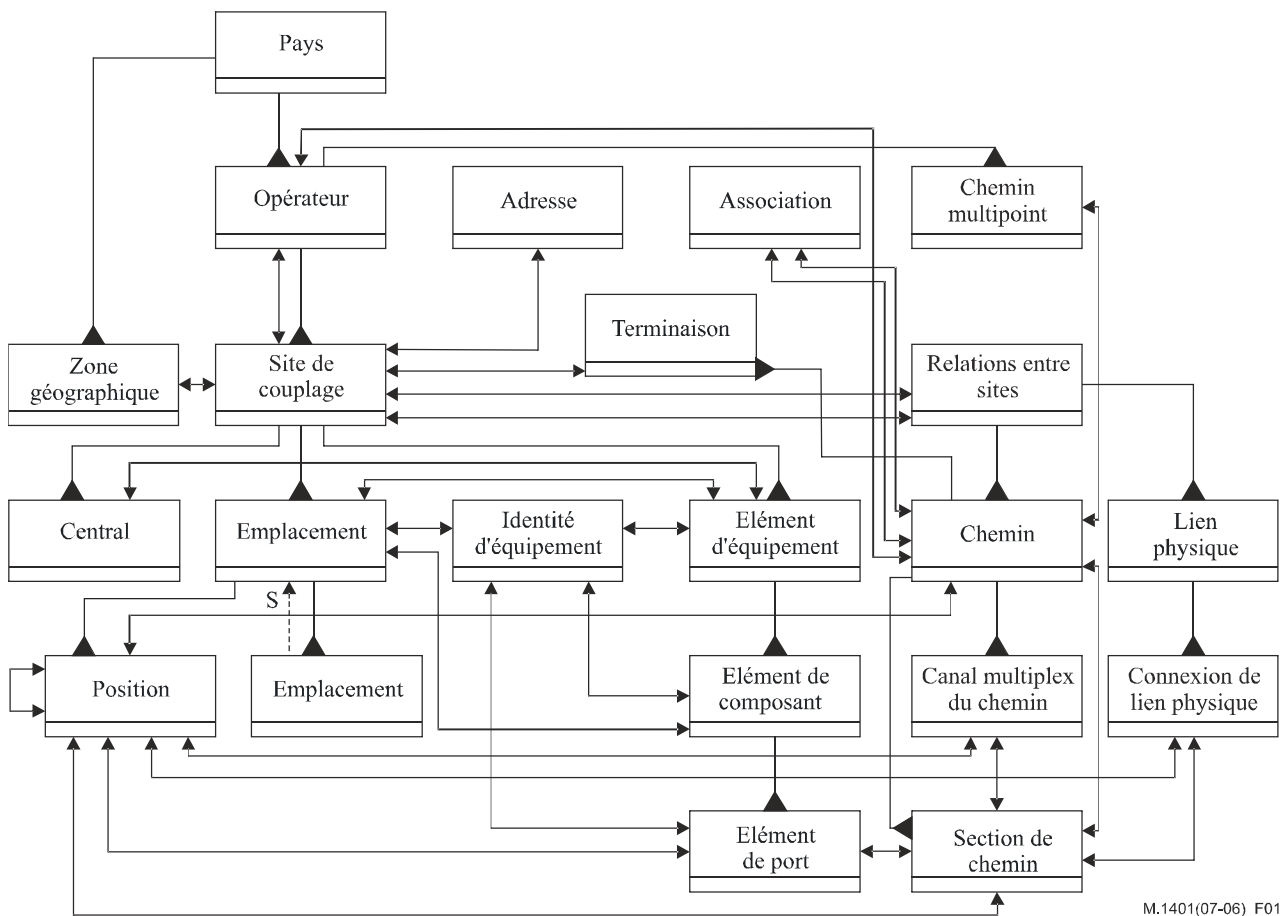 Pays
Opérateur
Adresse
Association
Chemin
multipoint
Terminaison
Zone
géographique
Site de
couplage
Relations entre
sites
Central
Emplacement
Identité
d'équipement
Elément
d'équipement
Chemin
Lien
physique
S
Position
Emplacement
Elément de
composant
Canal multiplex
du chemin
Connexion de
lien physique
Elément
de port
Section de
chemin
M.1401(07-06)_F01